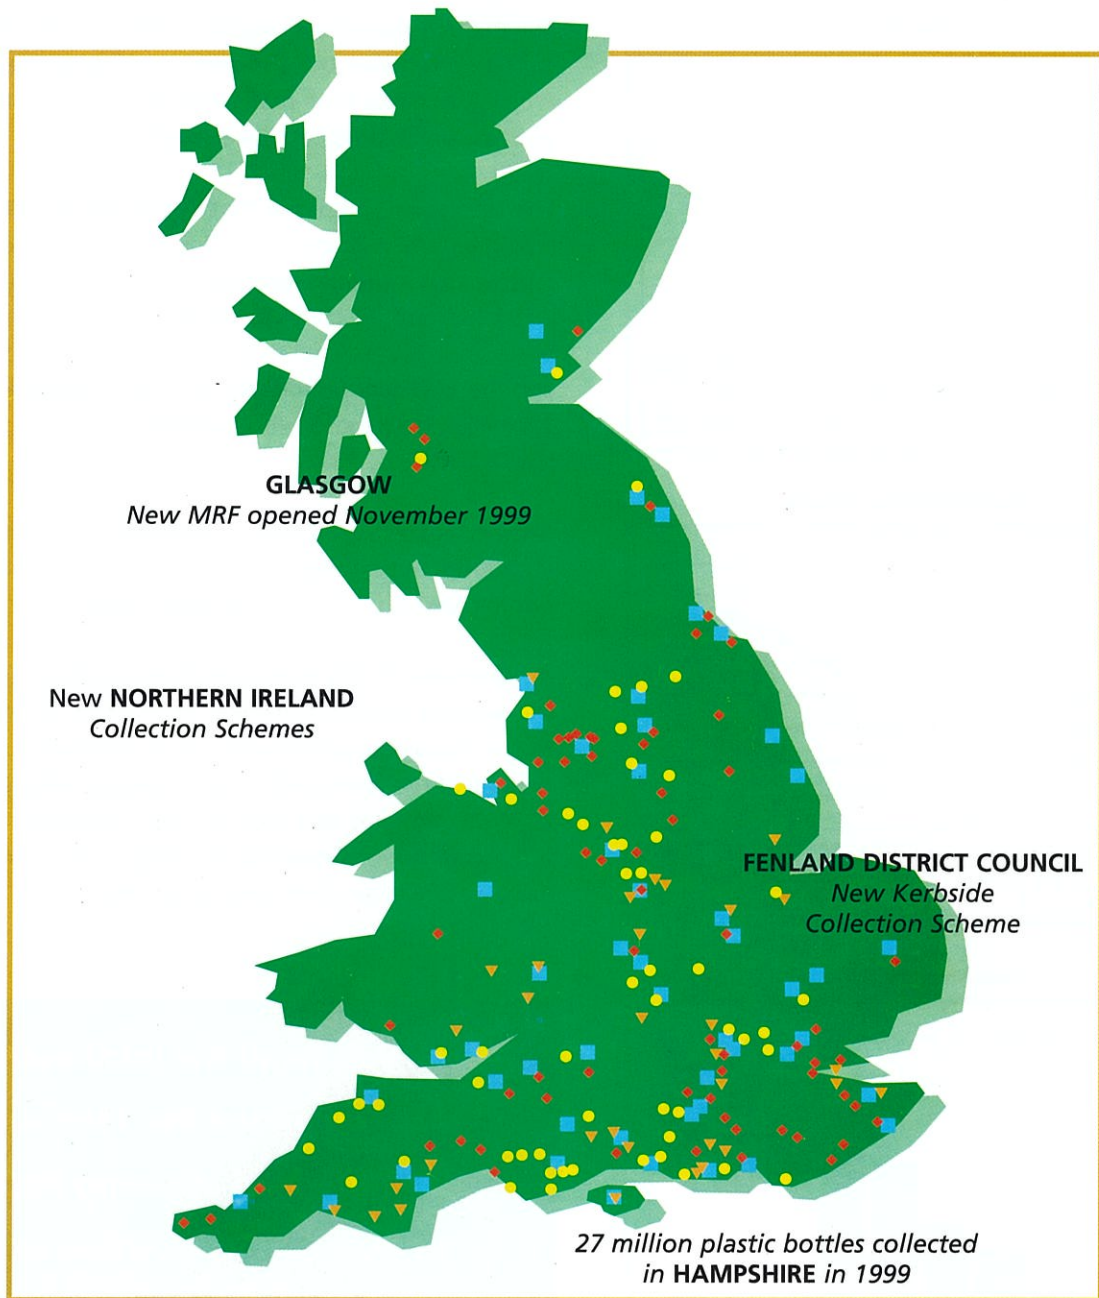 GLASGOW
New MRF opened November 1999
New NORTHERN IRELAND
Collection Schemes
FENLAND DISTRICT COUNCIL
New Kerbside
Collection Scheme
27 million plastic bottles collected
in HAMPSHIRE in 1999